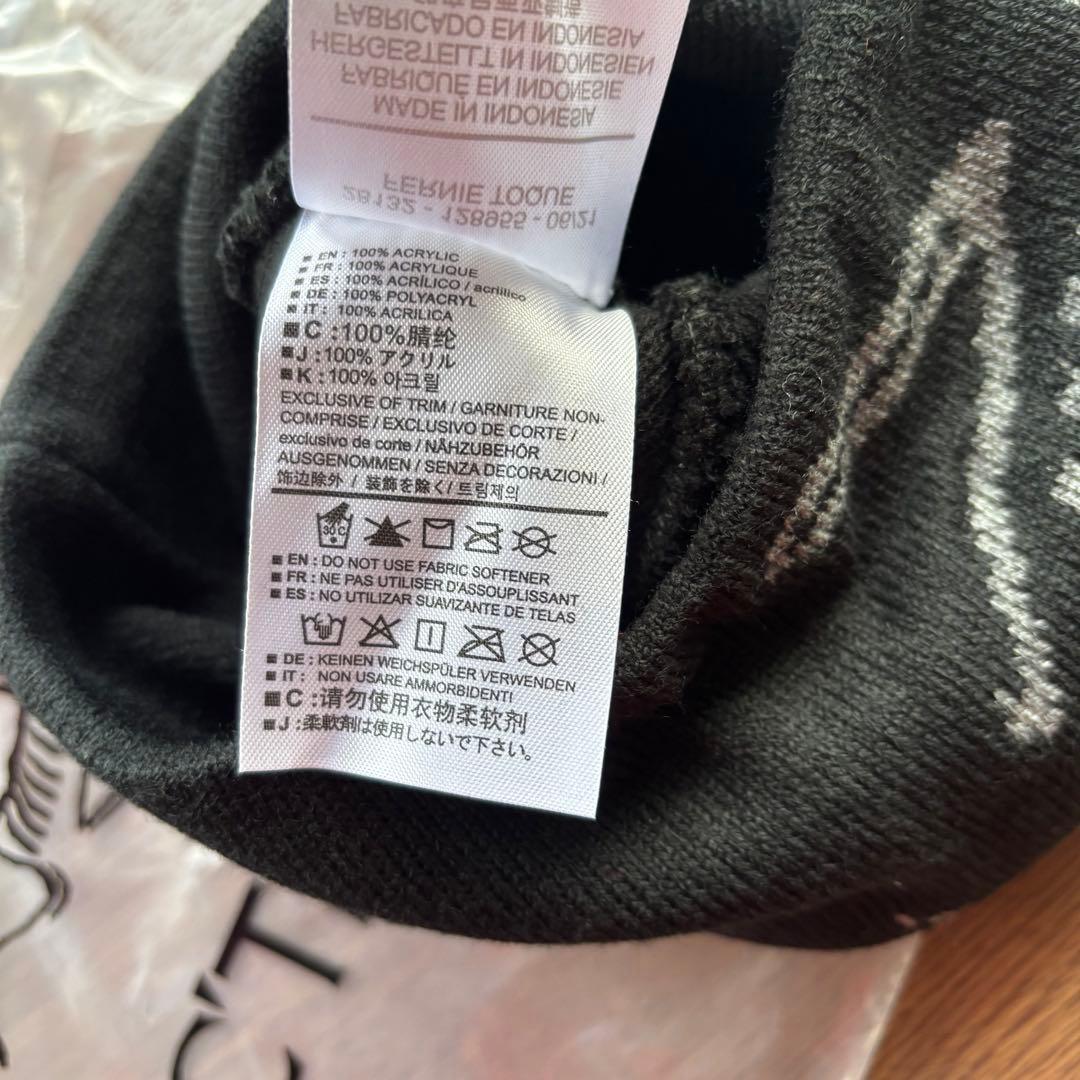 FABRICADO EN INDONESIA
HERGESTELLT IN INDONESIEN
FABRIQUÉ EN INDONÉSIE
MADE IN INDONESIA
FERNIE TOQUE
28132 - 128955 - 06/21
EN : 100% ACRYLIC
FR : 100% ACRYLIQUE
ES : 100% ACRÍLICO / acrílico
DE : 100% POLYACRYL
IT : 100% ACRILICA
C : 100%腈纶
J : 100% アクリル
K : 100% 아크릴
EXCLUSIVE OF TRIM / GARNITURE NON-
COMPRISE / EXCLUSIVO DE CORTE /
exclusivo de corte / NÄHZUBEHÖR
AUSGENOMMEN / SENZA DECORAZIONI /
饰边除外 / 装飾を除く/ 트림제의
30 C
EN : DO NOT USE FABRIC SOFTENER
FR : NE PAS UTILISER D'ASSOUPLISSANT
ES : NO UTILIZAR SUAVIZANTE DE TELAS
DE : KEINEN WEICHSPÜLER VERWENDEN
IT : NON USARE AMMORBIDENTI
C : 请勿使用衣物柔软剂
J : 柔軟剤は使用しないで下さい。